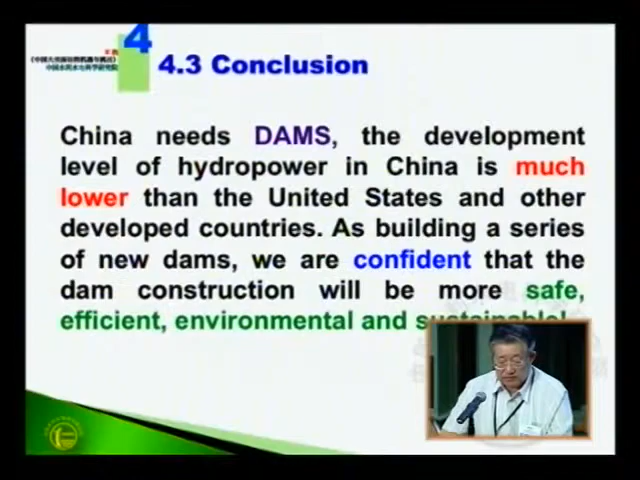 4
4.3 Conclusion
China needs DAMS, the development
level of hydropower in China is much
lower than the United States and other
developed countries. As building a series
of new dams, we are confident that the
dam construction will be more safe,
efficient, environmental and sustainable!